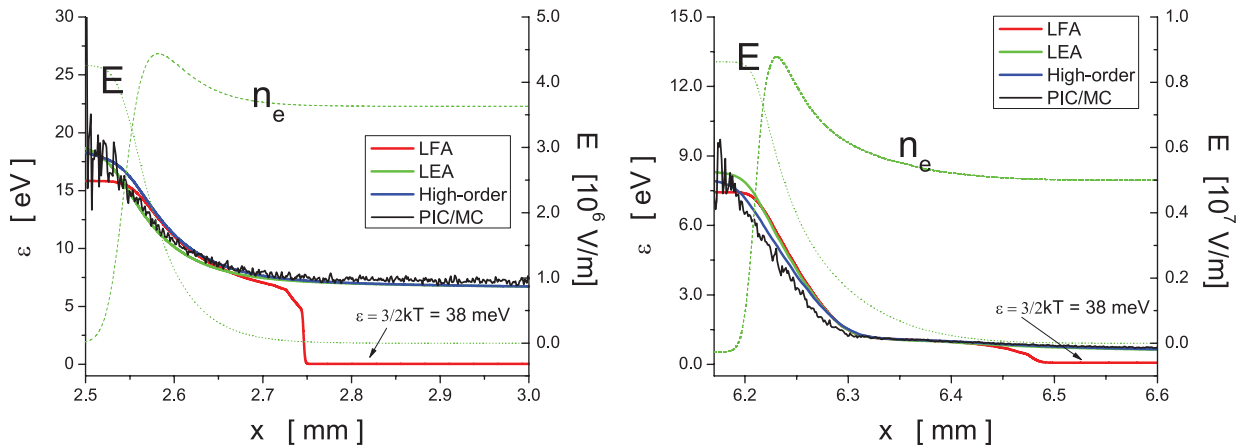 30
25
20
15
10
5
0
ε [ eV ]
E
n_e
LFA
LEA
High-order
PIC/MC
ε = 3/2kT = 38 meV
5.0
4.0
3.0
2.0
1.0
0.0
E [10^6 V/m]
2.5 2.6 2.7 2.8 2.9 3.0
x [ mm ]
15.0
12.0
9.0
6.0
3.0
0.0
ε [ eV ]
E
n_e
LFA
LEA
High-order
PIC/MC
ε = 3/2kT = 38 meV
1.0
0.8
0.6
0.4
0.2
0.0
E [10^7 V/m]
6.2 6.3 6.4 6.5 6.6
x [ mm ]